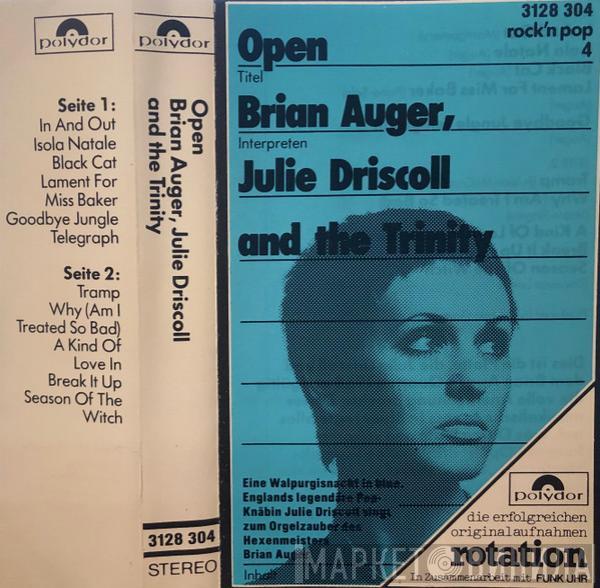 polydor
Seite 1:
In And Out
Isola Natale
Black Cat
Lament For
Miss Baker
Goodbye Jungle
Telegraph
Seite 2:
Tramp
Why (Am I
Treated So Bad)
A Kind Of
Love In
Break It Up
Season Of The
Witch
polydor
Open
Brian Auger, Julie Driscoll
and the Trinity
3128 304
STEREO
3128 304
rock'n pop
4
Open
Titel
Brian Auger,
Interpreten
Julie Driscoll
and the Trinity
Eine Walpurgisnacht in blue.
Englands legendäre Pop-
Knäbin Julie Driscoll singt
zum Orgelzauber des
Hexenmeisters
Brian Aug
Inhalt
polydor
die erfolgreichen
originalaufnahmen
rotation
In Zusammenarbeit mit FUNK UHR